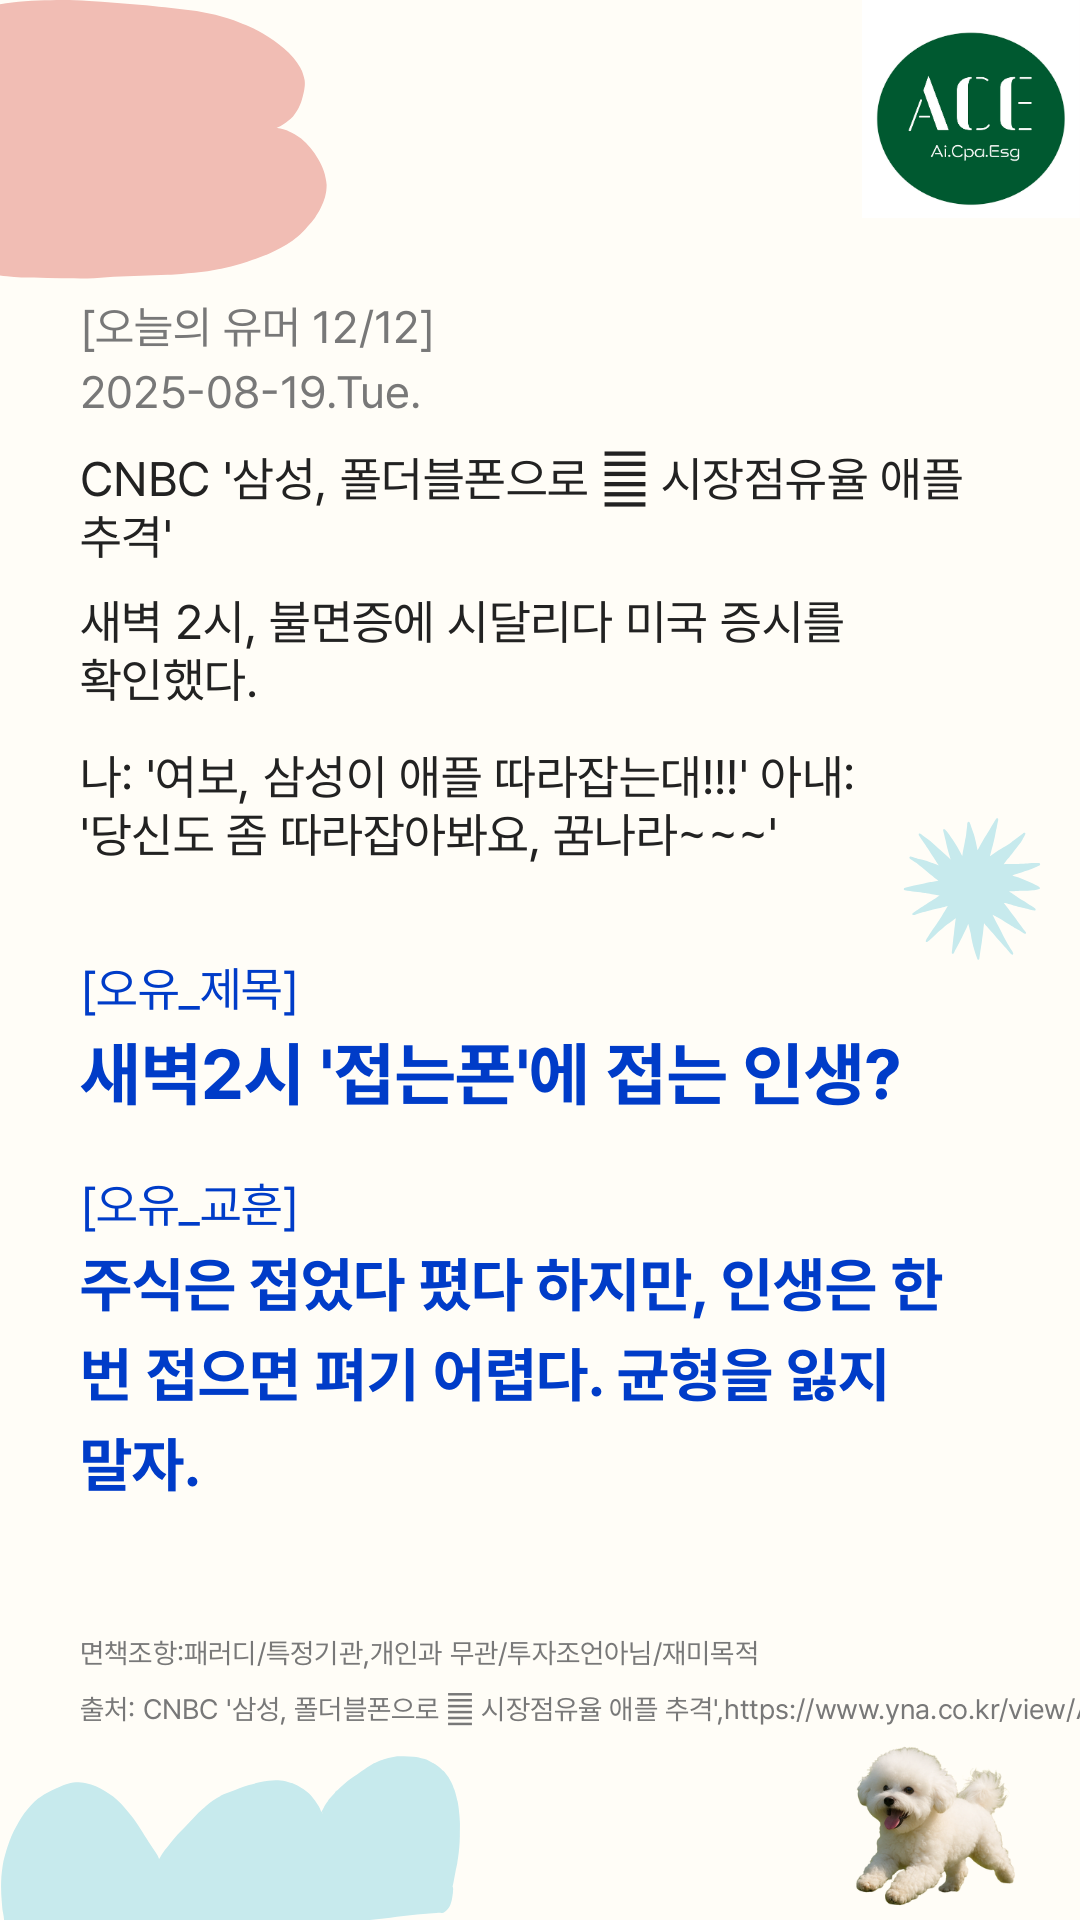 ACE
Ai.Cpa.Esg
[오늘의 유머 12/12]
2025-08-19.Tue.
CNBC '삼성, 폴더블폰으로 시장점유율 애플
추격'
새벽 2시, 불면증에 시달리다 미국 증시를
확인했다.
나: '여보, 삼성이 애플 따라잡는대!!!' 아내:
'당신도 좀 따라잡아봐요, 꿈나라~~~'
[오유_제목]
새벽2시 '접는폰'에 접는 인생?
[오유_교훈]
주식은 접었다 폈다 하지만, 인생은 한
번 접으면 펴기 어렵다. 균형을 잃지
말자.
면책조항:패러디/특정기관,개인과 무관/투자조언아님/재미목적
출처: CNBC '삼성, 폴더블폰으로 시장점유율 애플 추격',https://www.yna.co.kr/view/